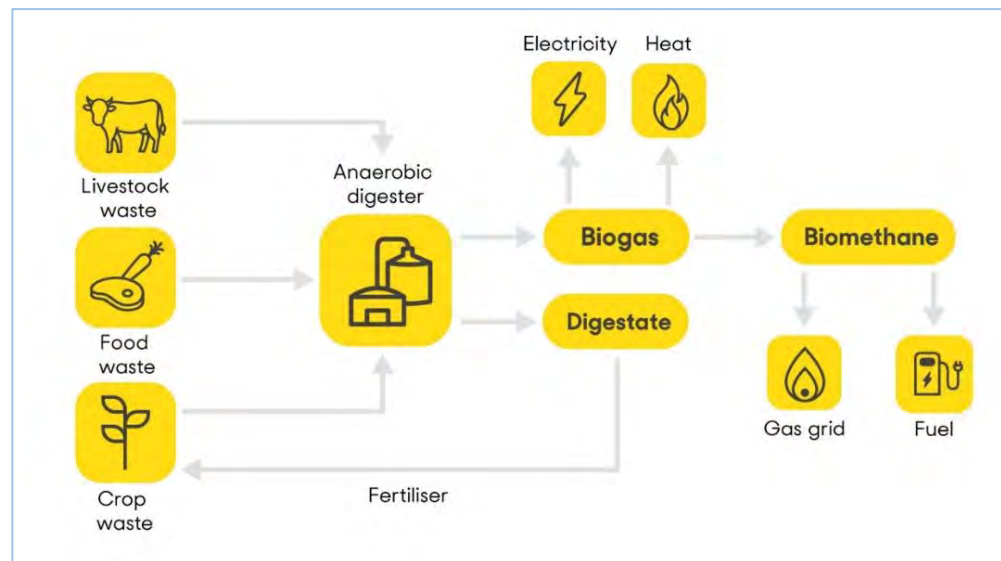 Electricity
Heat
Livestock
waste
Anaerobic
digester
Biogas
Biomethane
Food
waste
Digestate
Gas grid
Fuel
Crop
waste
Fertiliser